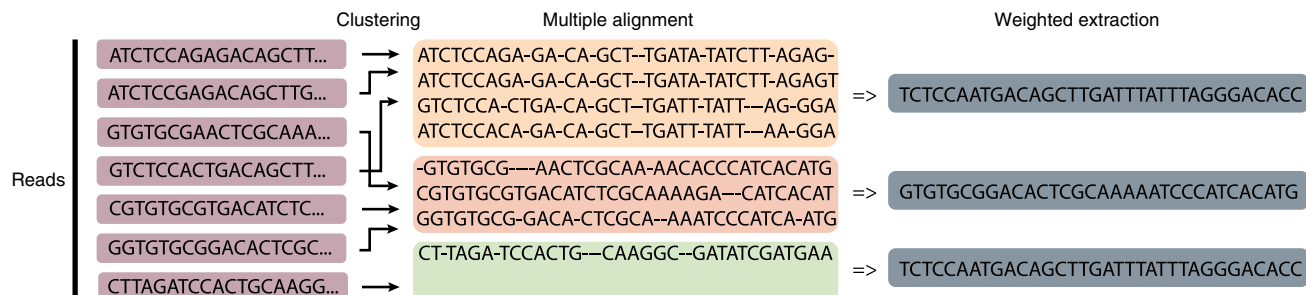 Clustering
Multiple alignment
Weighted extraction
Reads
ATCTCCAGAGACAGCTT...
ATCTCCGAGACAGCTTG...
GTGTGCGAACTCGCAAA...
GTCTCCACTGACAGCTT...
CGTGTGCGTGACATCTC...
GGTGTGCGGACACTCGC...
CTTAGATCCACTGCAAGG...
ATCTCCAGA-GA-CA-GCT--TGATA-TATCTT-AGAG-
ATCTCCAGA-GA-CA-GCT--TGATA-TATCTT-AGAGT
GTCTCCA-CTGA-CA-GCT--TGATT-TATT---AG-GGA
ATCTCCACA-GA-CA-GCT--TGATT-TATT---AA-GGA
-GTGTGCG----AACTCGCAA-AACACCCATCACATG
CGTGTGCGTGACATCTCGCAAAAGA---CATCACAT
GGTGTGCG-GACA-CTCGCA--AAATCCCATCA-ATG
CT-TAGA-TCCACTG---CAAGGC--GATATCGATGAA
=> TCTCCAATGACAGCTTGATTTATTTAGGGACACC
=> GTGTGCGGACACTCGCAAAAATCCCATCACATG
=> TCTCCAATGACAGCTTGATTTATTTAGGGACACC